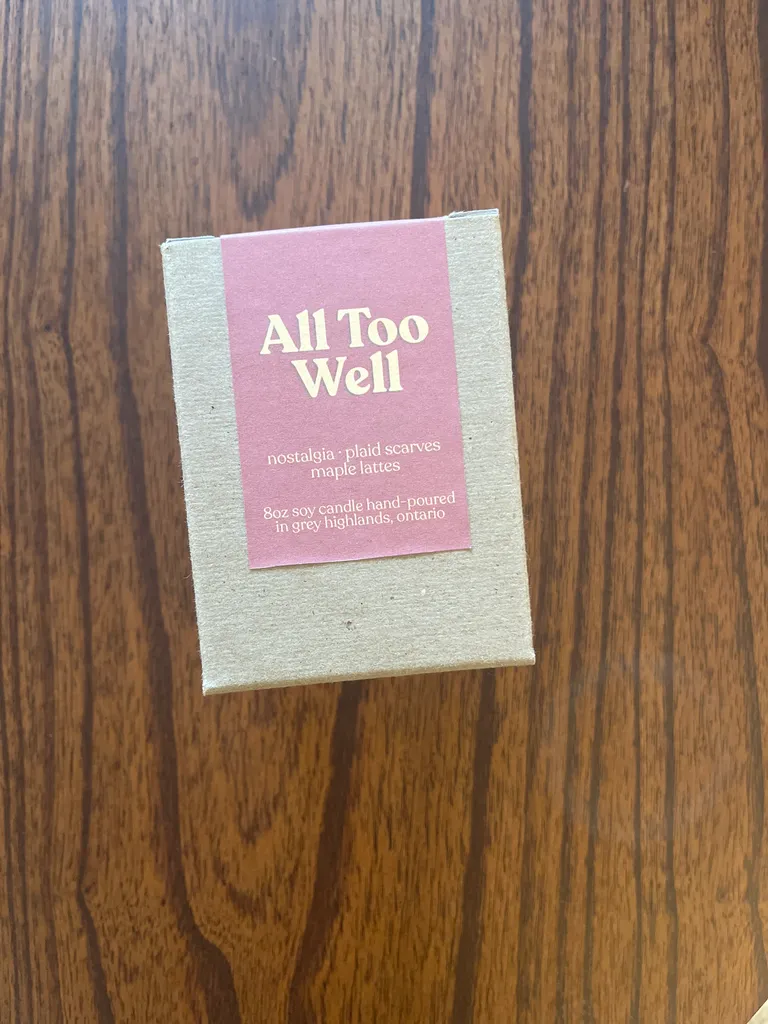 All Too
Well
nostalgia · plaid scarves
maple lattes
8oz soy candle hand-poured
in grey highlands, ontario